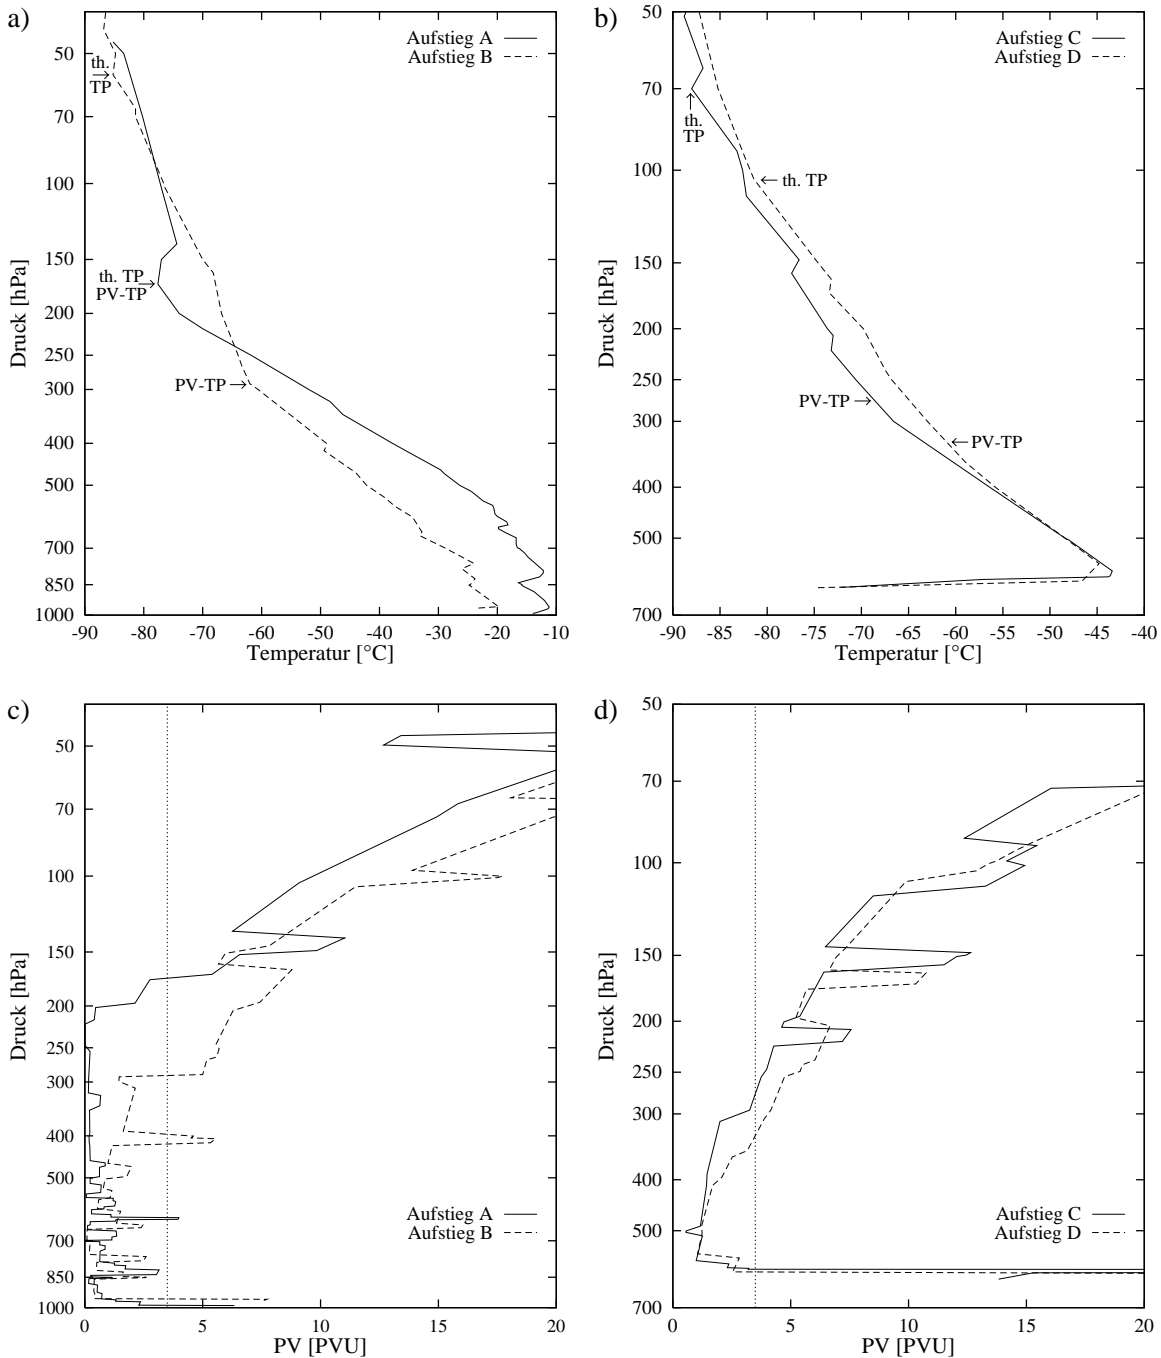 a)
Aufstieg A
Aufstieg B
th.
TP
th. TP
PV-TP
PV-TP
50
70
100
150
200
250
300
400
500
700
850
1000
Druck [hPa]
-90
-80
-70
-60
-50
-40
-30
-20
-10
Temperatur [°C]
b)
Aufstieg C
Aufstieg D
th.
TP
th. TP
PV-TP
PV-TP
50
70
100
150
200
250
300
400
500
700
Druck [hPa]
-90
-85
-80
-75
-70
-65
-60
-55
-50
-45
-40
Temperatur [°C]
c)
50
70
100
150
200
250
300
400
500
700
850
1000
Druck [hPa]
Aufstieg A
Aufstieg B
0
5
10
15
20
PV [PVU]
d)
50
70
100
150
200
250
300
400
500
700
Druck [hPa]
Aufstieg C
Aufstieg D
0
5
10
15
20
PV [PVU]